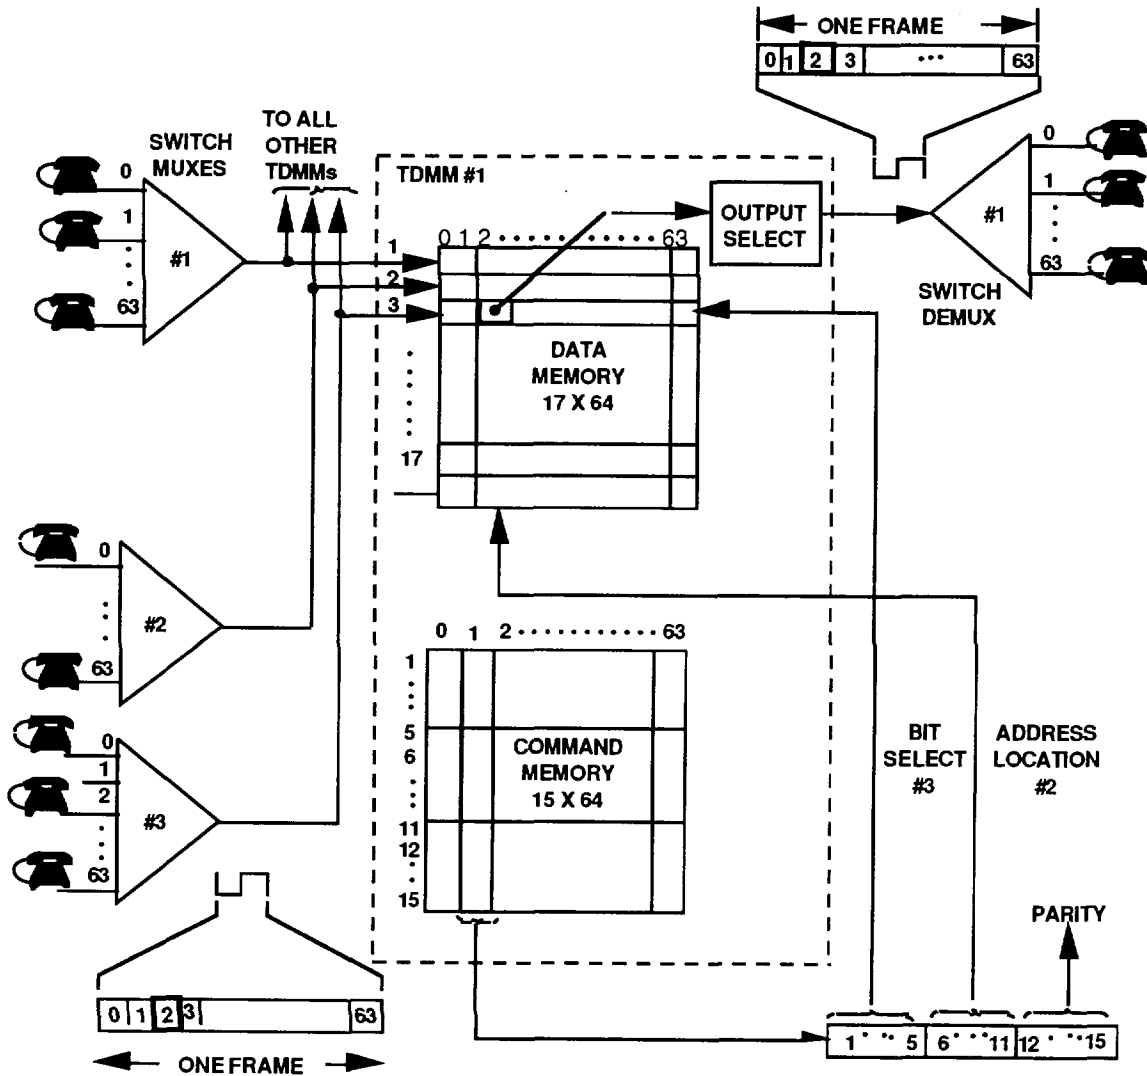 ONE FRAME
0 1 2 3 ••• 63
TO ALL
OTHER
TDMMs
SWITCH
MUXES
0
1
63
#1
TDMM #1
OUTPUT
SELECT
0
1
63
#1
SWITCH
DEMUX
0 1 2 . . . . . . . . . . . 63
1
2
3
17
DATA
MEMORY
17 X 64
0
63
#2
0
1
2
63
#3
0 1 2 . . . . . . . . . . . 63
1
5
6
11
12
15
COMMAND
MEMORY
15 X 64
BIT
SELECT
#3
ADDRESS
LOCATION
#2
PARITY
1 . . . 5 6 . . . 11 12 . . . 15
0 1 2 3 63
ONE FRAME